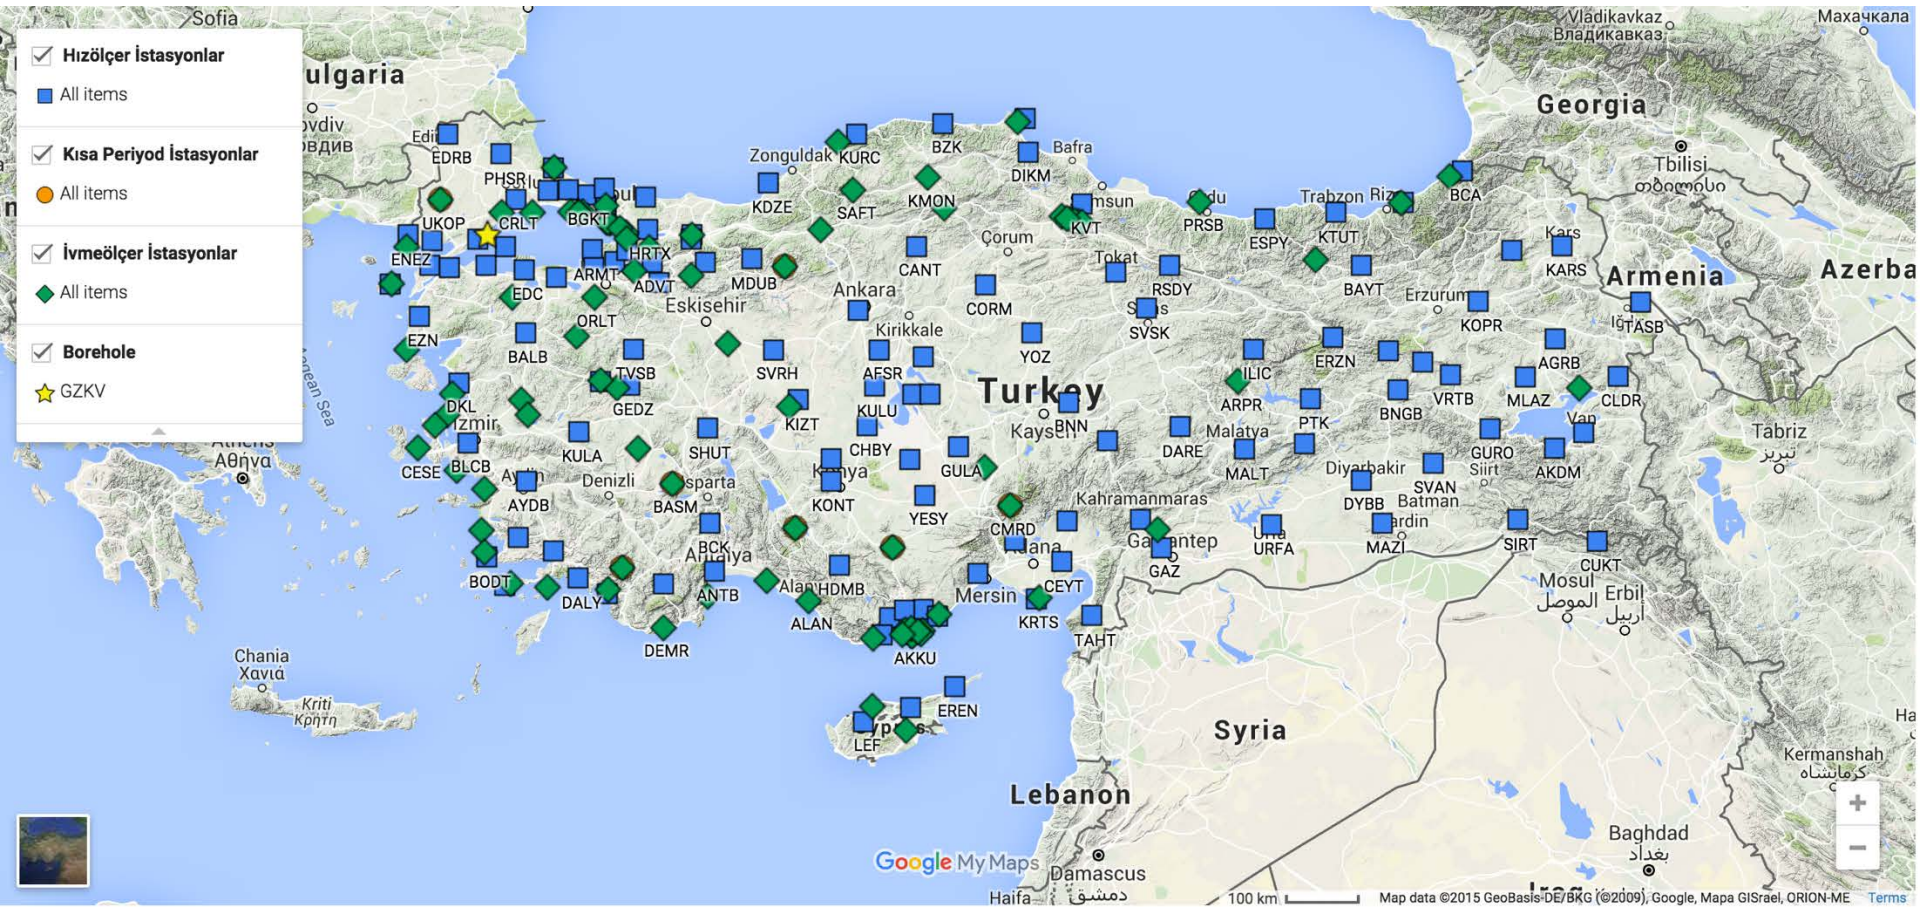 Hızölçer İstasyonlar
All items
Kısa Periyod İstasyonlar
All items
İvmeölçer İstasyonlar
All items
Borehole
GZKV
Sofia
ulgaria
Vladikavkaz
Владикавказ
Махачкала
Georgia
Tbilisi
თბილისი
Armenia
Azerba
EDRB
PHSR
UKOP
CRLT
BGKT
ENEZ
HRTX
ARMT
ADVT
EDC
ORLT
EZN
BALB
TVSB
GEDZ
DKL
İzmir
CESE
BLCB
KULA
AYDB
Denizli
BASM
SHUT
BCK
Antalya
BODT
DALY
ANTB
DEMR
Eskisehir
MDUB
Zonguldak
KURC
KDZE
SAFT
BZK
KMON
DIKM
Bafra
KVT
Çorum
CANT
Ankara
Kirikkale
CORM
Tokat
RSDY
SVSK
YOZ
SVRH
AFSR
KIZT
KULU
CHBY
Turkey
BNN
GULA
Konya
KONT
YESY
CMRD
HDMB
ALAN
AKKU
Mersin
CEYT
KRTS
TAHT
Kahramanmaras
GAZ
URFA
DARE
Malatya
MALT
PTK
ARPR
ILIC
ERZN
PRSB
ESPY
Trabzon
KTUT
BAYT
BCA
Kars
KARS
Erzurum
KOPR
TASB
AGRB
MLAZ
CLDR
Van
VRTB
BNGB
GURO
Siirt
AKDM
SVAN
Diyarbakir
DYBB
Batman
MAZI
SIRT
CUKT
Mosul
الموصل
Erbil
أربيل
Tabriz
تبریز
Kermanshah
کرمانشاه
Baghdad
بغداد
Syria
Lebanon
Damascus
دمشق
Haifa
EREN
LEF
Αθήνα
Aegean Sea
Chania
Χανιά
Kriti
Κρήτη
Google My Maps
100 km
Map data ©2015 GeoBasis-DE/BKG (©2009), Google, Mapa GISrael, ORION-ME
Terms